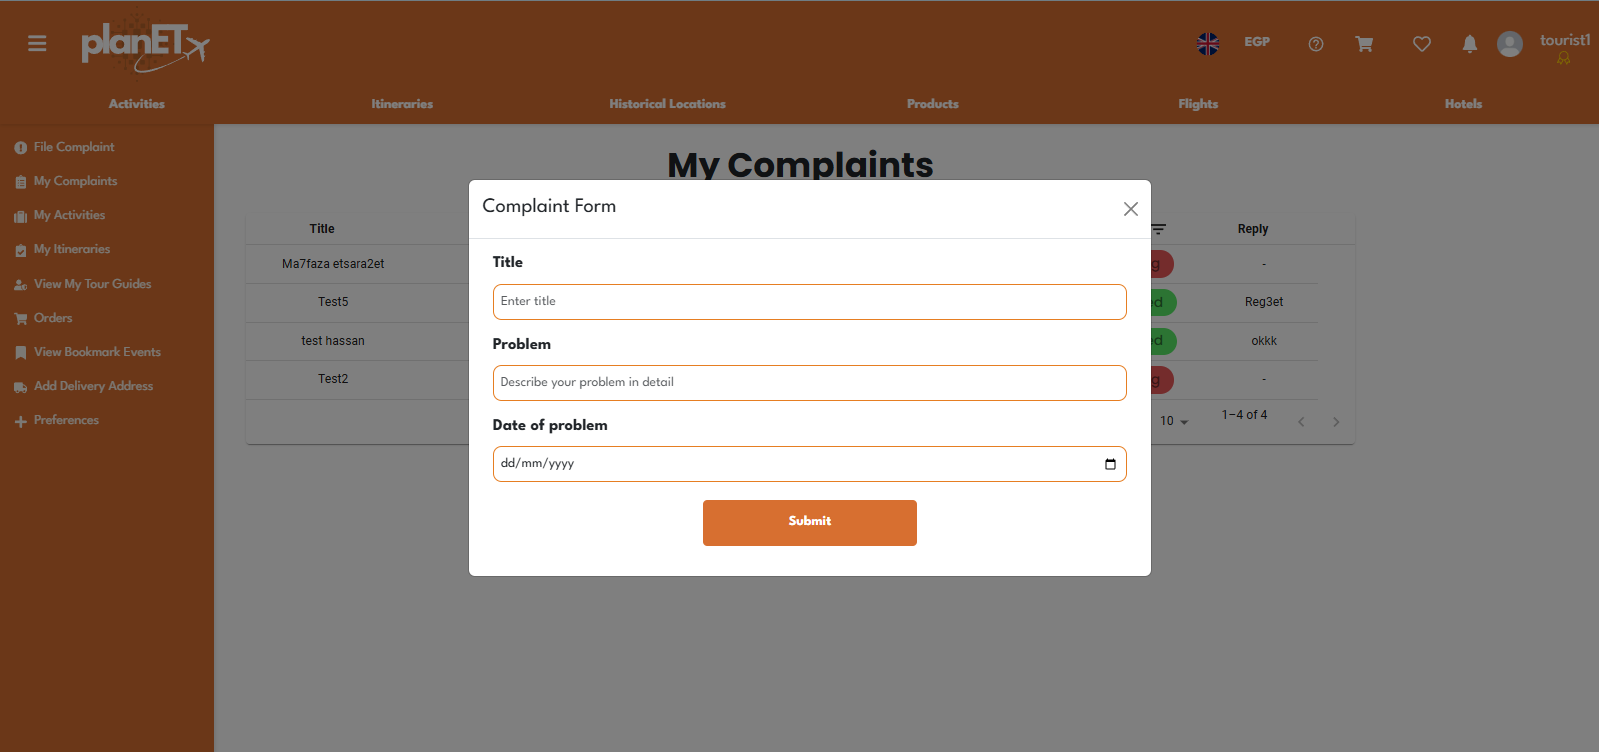 planET
EGP
tourist1
Activities
Itineraries
Historical Locations
Products
Flights
Hotels
File Complaint
My Complaints
My Activities
My Itineraries
View My Tour Guides
Orders
View Bookmark Events
Add Delivery Address
Preferences
My Complaints
Complaint Form
Title
Enter title
Problem
Describe your problem in detail
Date of problem
dd/mm/yyyy
Submit
Title
Reply
Ma7faza etsara2et
g
-
Test5
ed
Reg3et
test hassan
ed
okkk
Test2
g
-
10
1–4 of 4